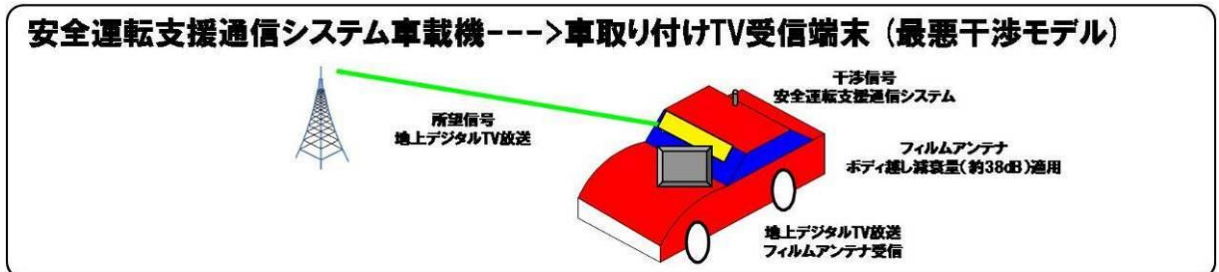 安全運転支援通信システム車載機--->車取り付けTV受信端末（最悪干渉モデル）
干渉信号
安全運転支援通信システム
所望信号
地上デジタルTV放送
フィルムアンテナ
ボディ越し減衰量（約38dB）適用
地上デジタルTV放送
フィルムアンテナ受信